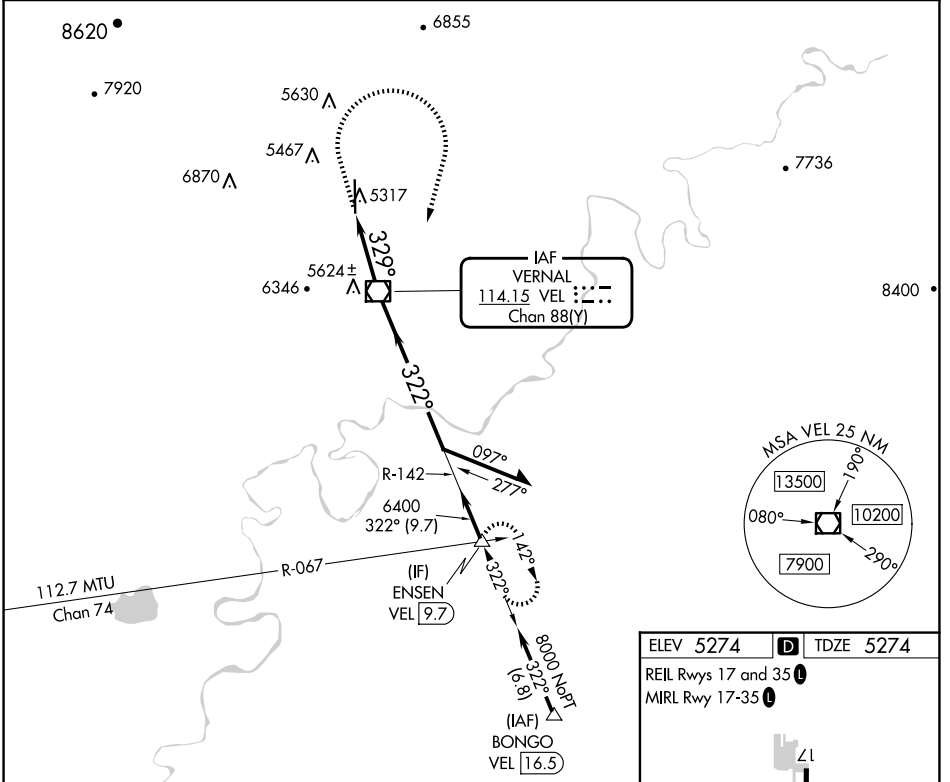 8620
6855
7920
5630
5467
6870
5317
7736
329°
5624±
6346
IAF
VERNAL
114.15 VEL
Chan 88(Y)
8400
322°
097°
277°
R-142
6400
322° (9.7)
142°
R-067
112.7 MTU
Chan 74
(IF)
ENSEN
VEL 9.7
322°
8000 NoPT
322°
(6.8)
(IAF)
BONGO
VEL 16.5
MSA VEL 25 NM
190°
13500
080°
10200
7900
290°
ELEV 5274 D TDZE 5274
REIL Rwys 17 and 35 L
MIRL Rwy 17-35 L
17